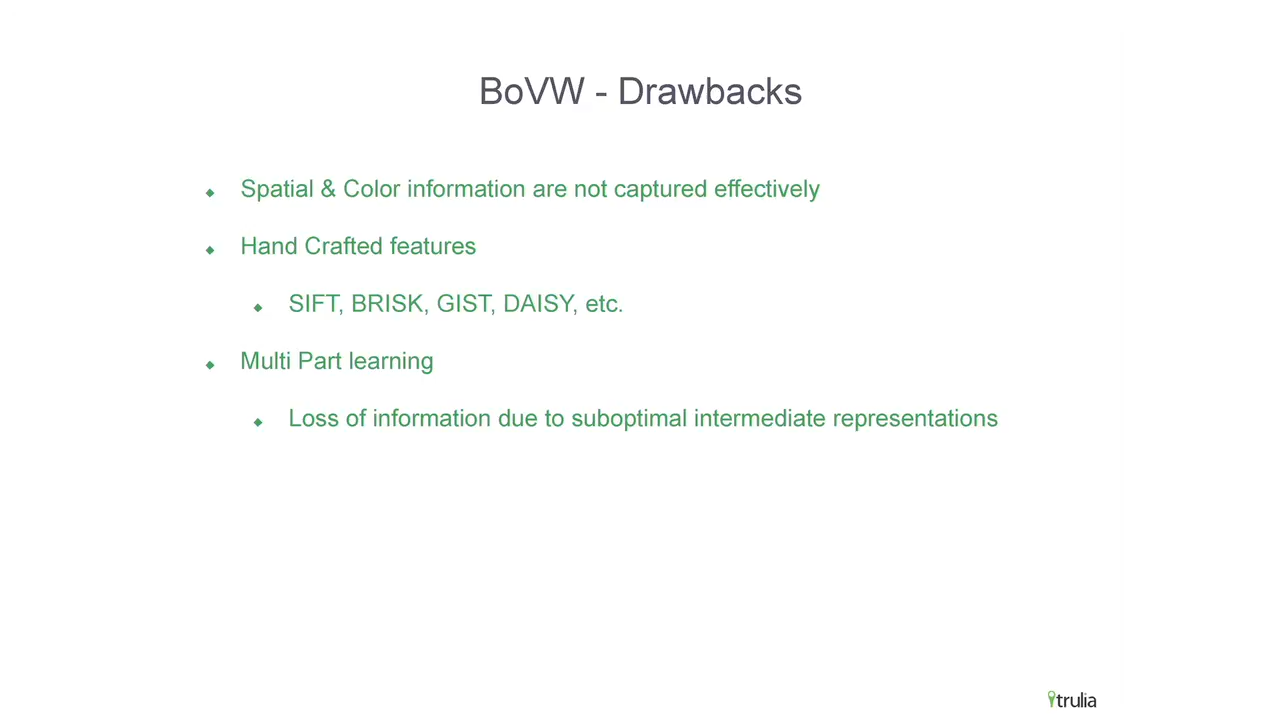 BoVW - Drawbacks
Spatial & Color information are not captured effectively
Hand Crafted features
SIFT, BRISK, GIST, DAISY, etc.
Multi Part learning
Loss of information due to suboptimal intermediate representations
trulia